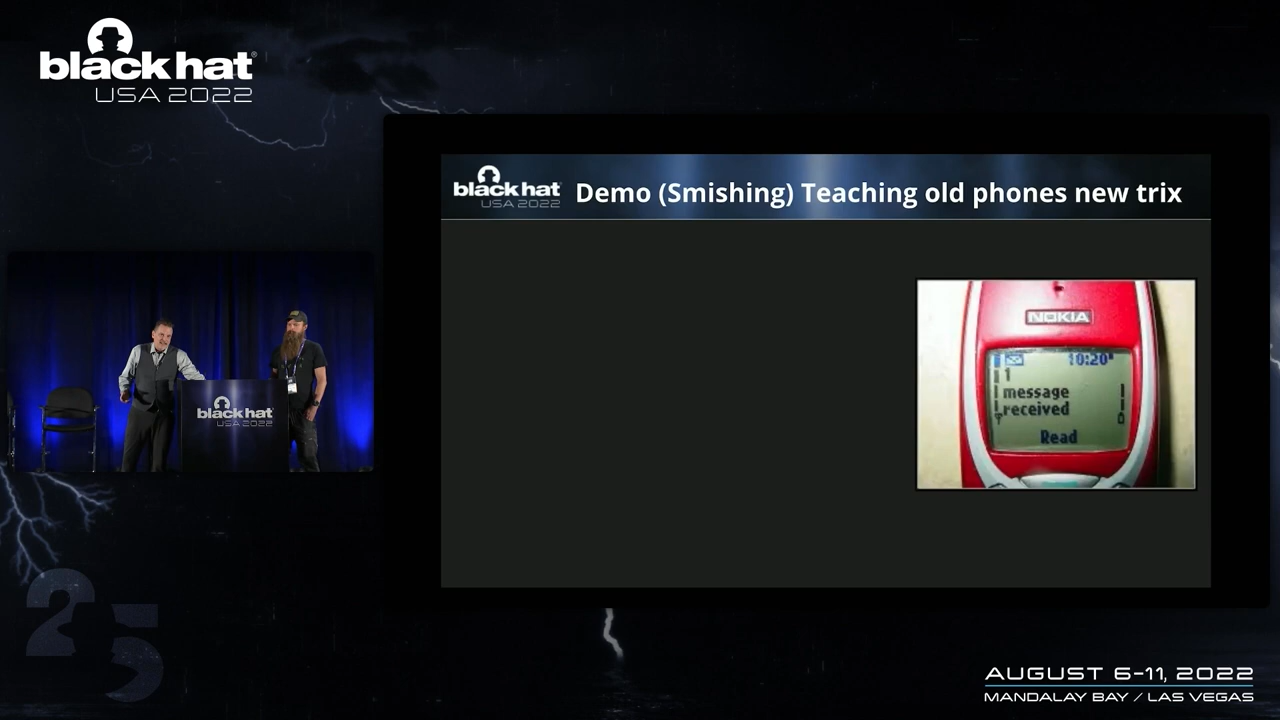 black hat®
USA 2022
black hat
USA 2022
Demo (Smishing) Teaching old phones new trix
NOKIA
10:20
1
message
received
Read
black hat
USA 2022
25
AUGUST 6-11, 2022
MANDALAY BAY / LAS VEGAS